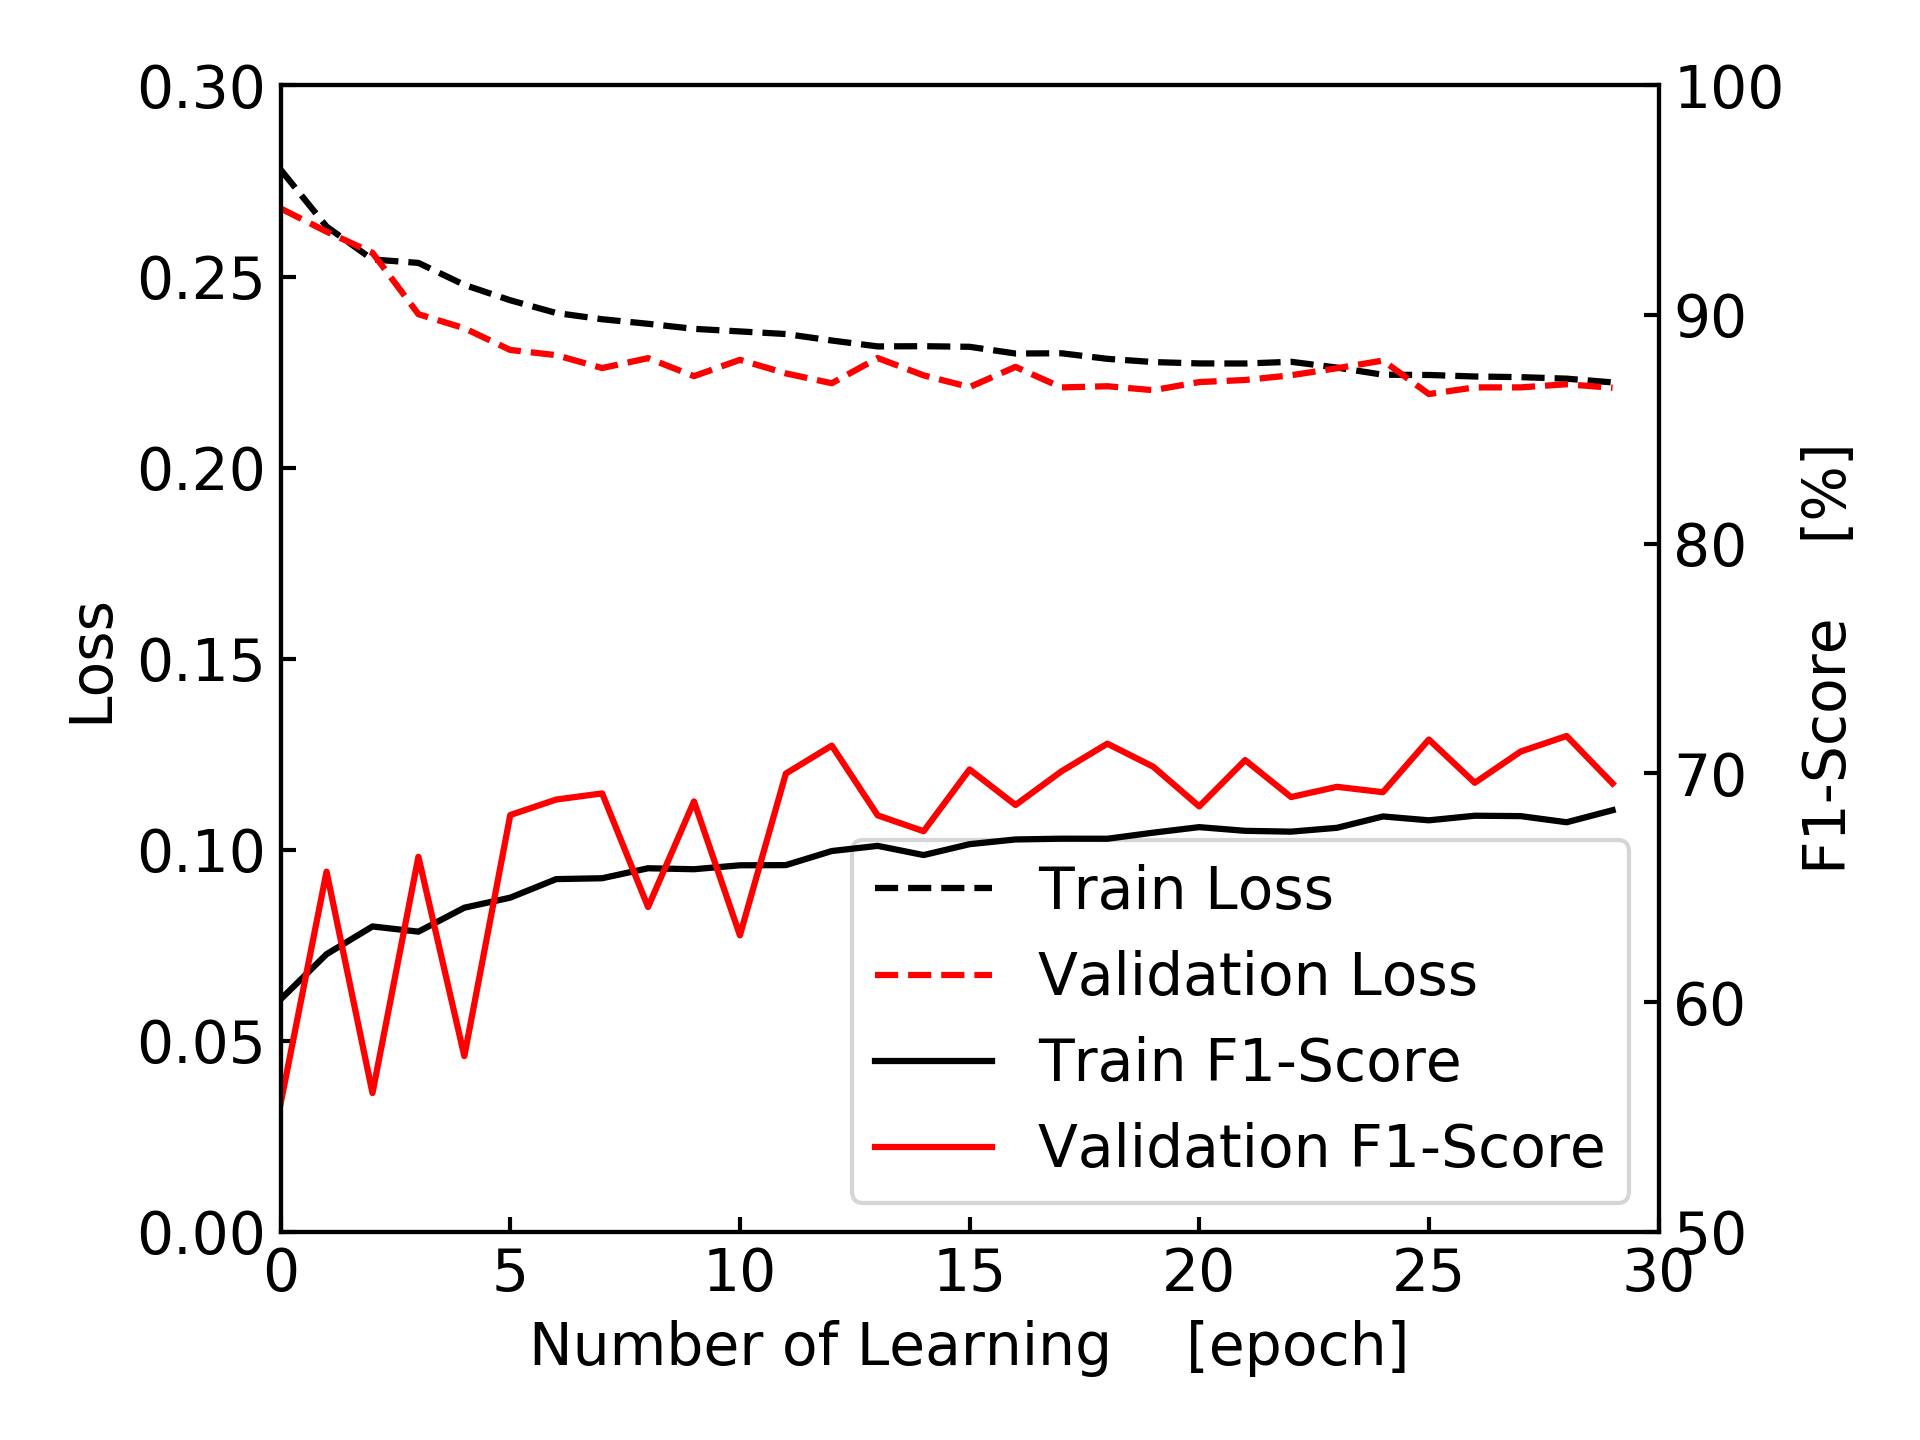 0.30
0.25
0.20
0.15
0.10
0.05
0.00
Loss
100
90
80
70
60
50
F1-Score [%]
Train Loss
Validation Loss
Train F1-Score
Validation F1-Score
0 5 10 15 20 25 30
Number of Learning [epoch]